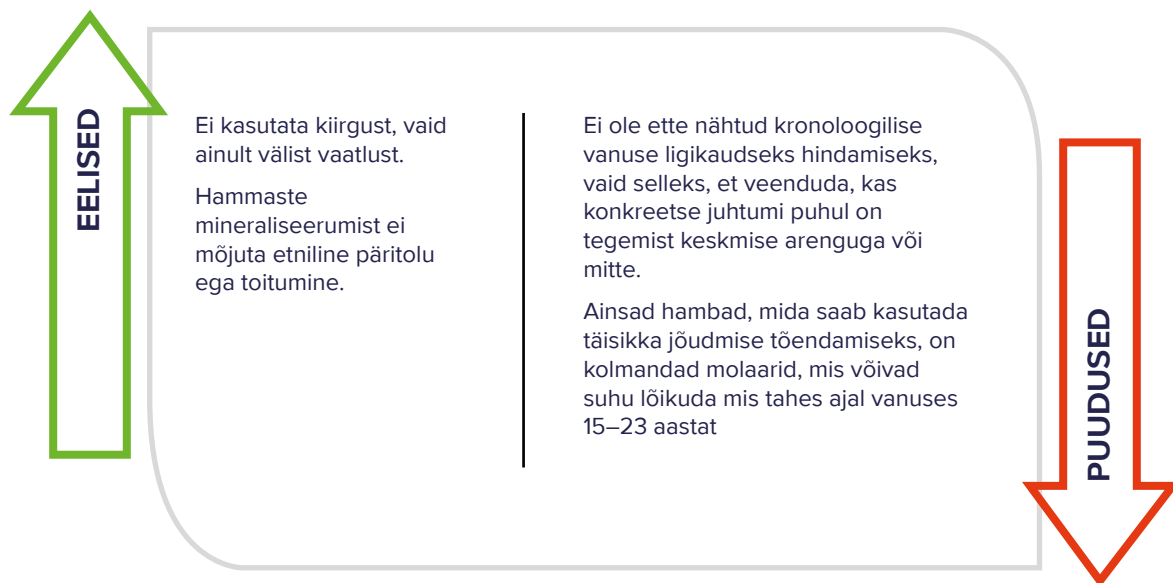 EELISED
Ei kasutata kiirgust, vaid
ainult välist vaatlust.
Hammaste
mineraliseerumist ei
mõjuta etniline päritolu
ega toitumine.
Ei ole ette nähtud kronoloogilise
vanuse ligikaudseks hindamiseks,
vaid selleks, et veenduda, kas
konkreetse juhtumi puhul on
tegemist keskmise arenguga või
mitte.
Ainsad hambad, mida saab kasutada
täisikka jõudmise tõendamiseks, on
kolmandad molaarid, mis võivad
suhu lõikuda mis tahes ajal vanuses
15–23 aastat
PUUDUSED